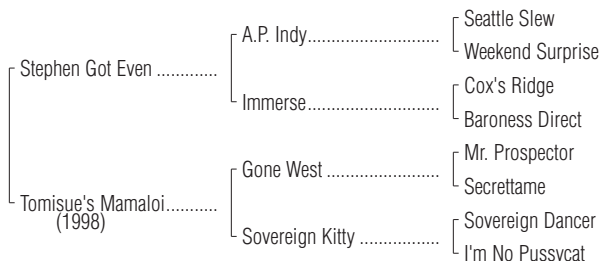 Seattle Slew
A.P. Indy
Weekend Surprise
Stephen Got Even
Cox's Ridge
Immerse
Baroness Direct
Mr. Prospector
Gone West
Secrettame
Tomisue's Mamaloi
(1998)
Sovereign Dancer
Sovereign Kitty
I'm No Pussycat